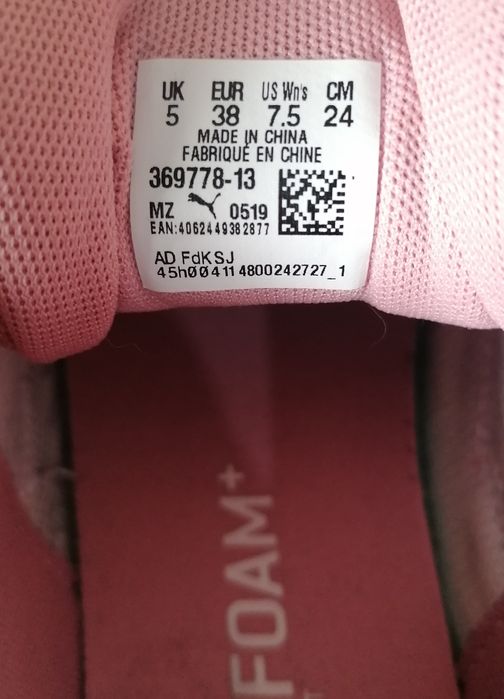 UK EUR US Wn's CM
5 38 7.5 24
MADE IN CHINA
FABRIQUÉ EN CHINE
369778-13
MZ 0519
EAN:4062449382877
AD FdKSJ
45h004114800242727_1
FOAM+